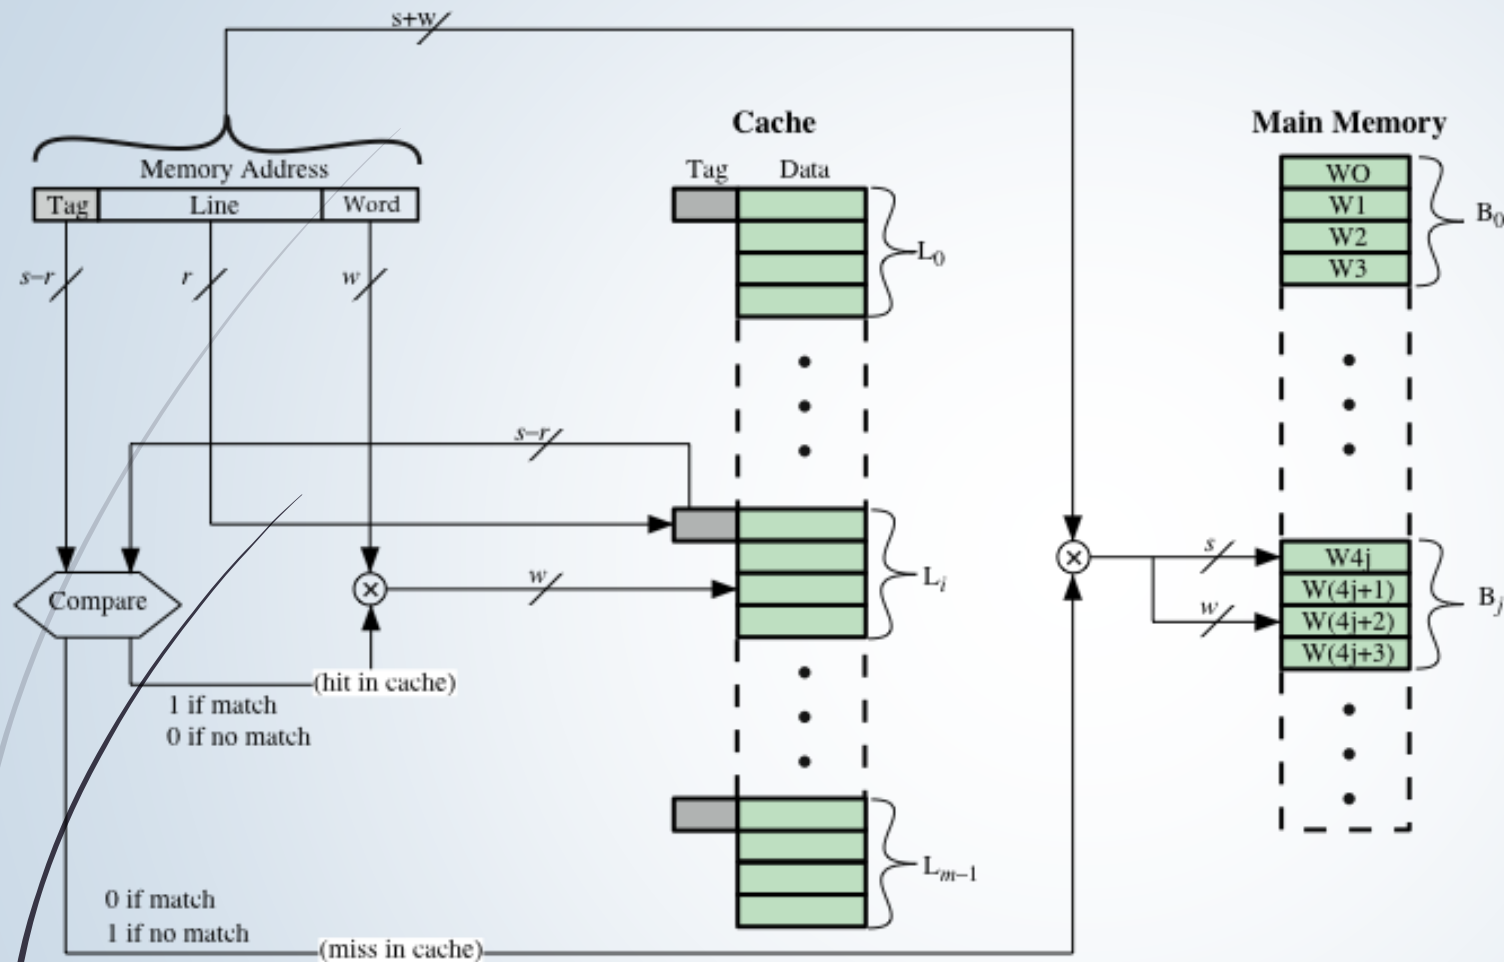 s+w
Cache
Main Memory
Memory Address
Tag Data
Tag Line Word
WO
W1
W2
W3
B0
L0
s–r
r
w
s–r
Li
w
Compare
s
w
W4j
W(4j+1)
W(4j+2)
W(4j+3)
Bj
(hit in cache)
1 if match
0 if no match
Lm–1
0 if match
1 if no match
(miss in cache)